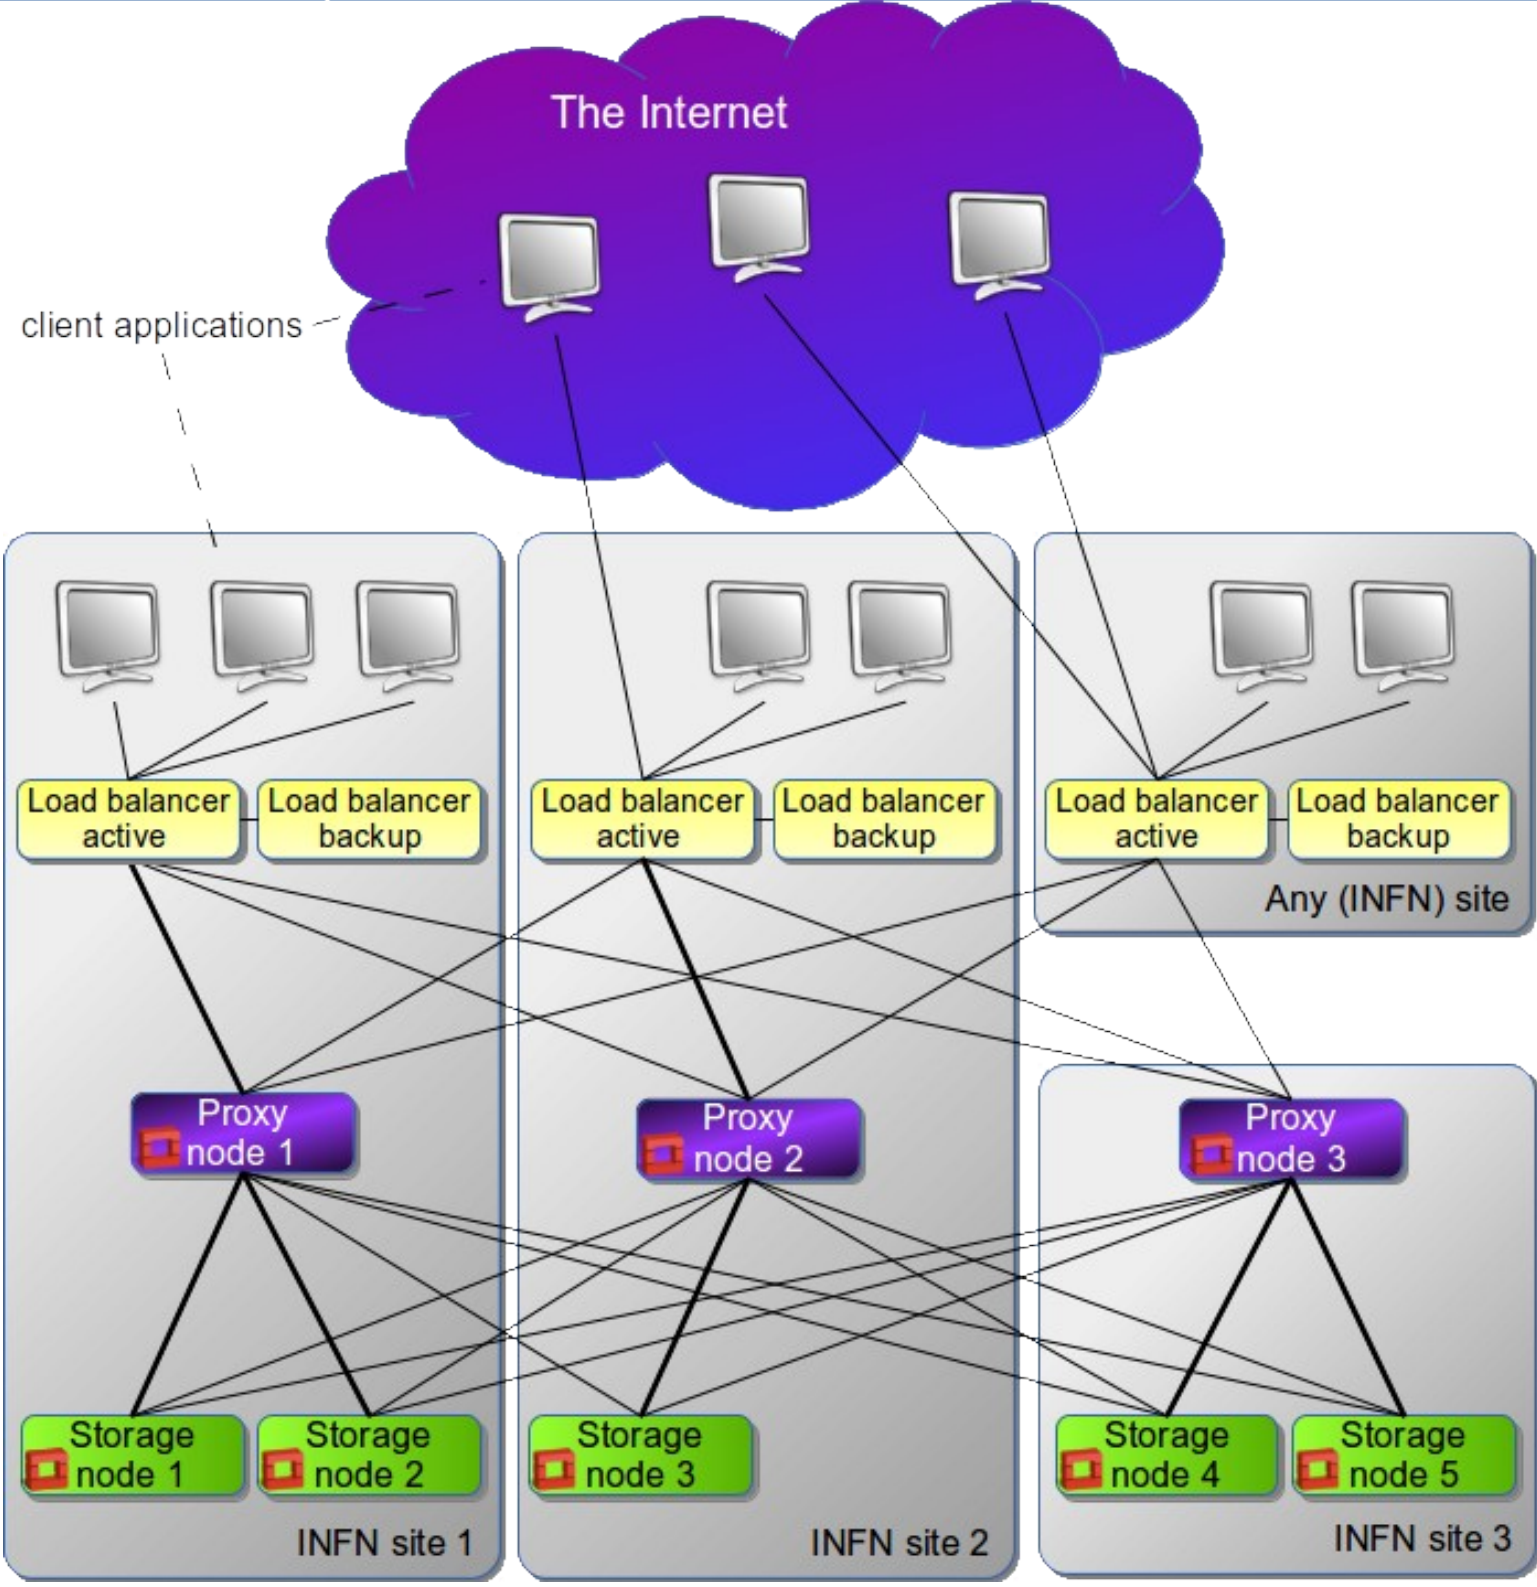 The Internet
client applications
Load balancer
active
Load balancer
backup
Load balancer
active
Load balancer
backup
Load balancer
active
Load balancer
backup
Any (INFN) site
Proxy
node 1
Proxy
node 2
Proxy
node 3
Storage
node 1
Storage
node 2
Storage
node 3
Storage
node 4
Storage
node 5
INFN site 1
INFN site 2
INFN site 3